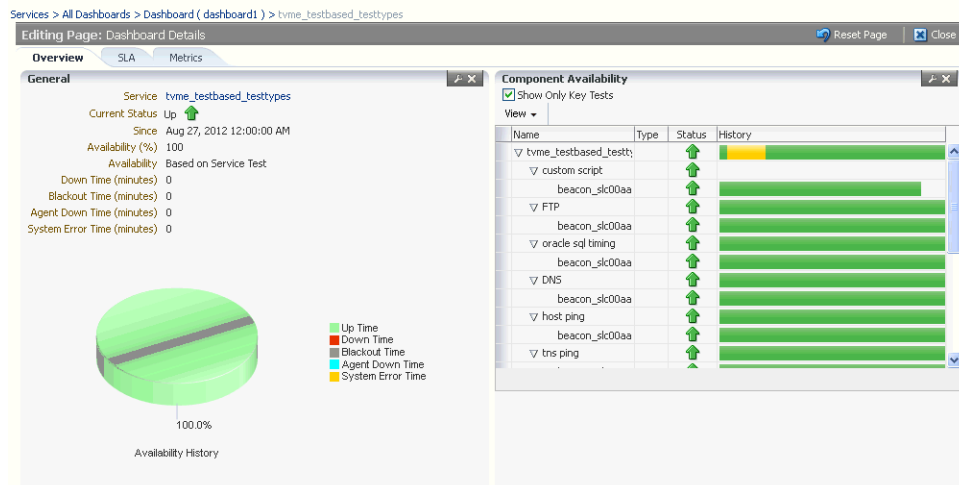 Services > All Dashboards > Dashboard ( dashboard1 ) > tvme_testbased_testtypes
Editing Page: Dashboard Details
Reset Page
Close
Overview
SLA
Metrics
General
Service tvme_testbased_testtypes
Current Status Up
Since Aug 27, 2012 12:00:00 AM
Availability (%) 100
Availability Based on Service Test
Down Time (minutes) 0
Blackout Time (minutes) 0
Agent Down Time (minutes) 0
System Error Time (minutes) 0
Up Time
Down Time
Blackout Time
Agent Down Time
System Error Time
100.0%
Availability History
Component Availability
Show Only Key Tests
View
Name Type Status History
tvme_testbased_testty
custom script
beacon_slc00aa
FTP
beacon_slc00aa
oracle sql timing
beacon_slc00aa
DNS
beacon_slc00aa
host ping
beacon_slc00aa
tns ping